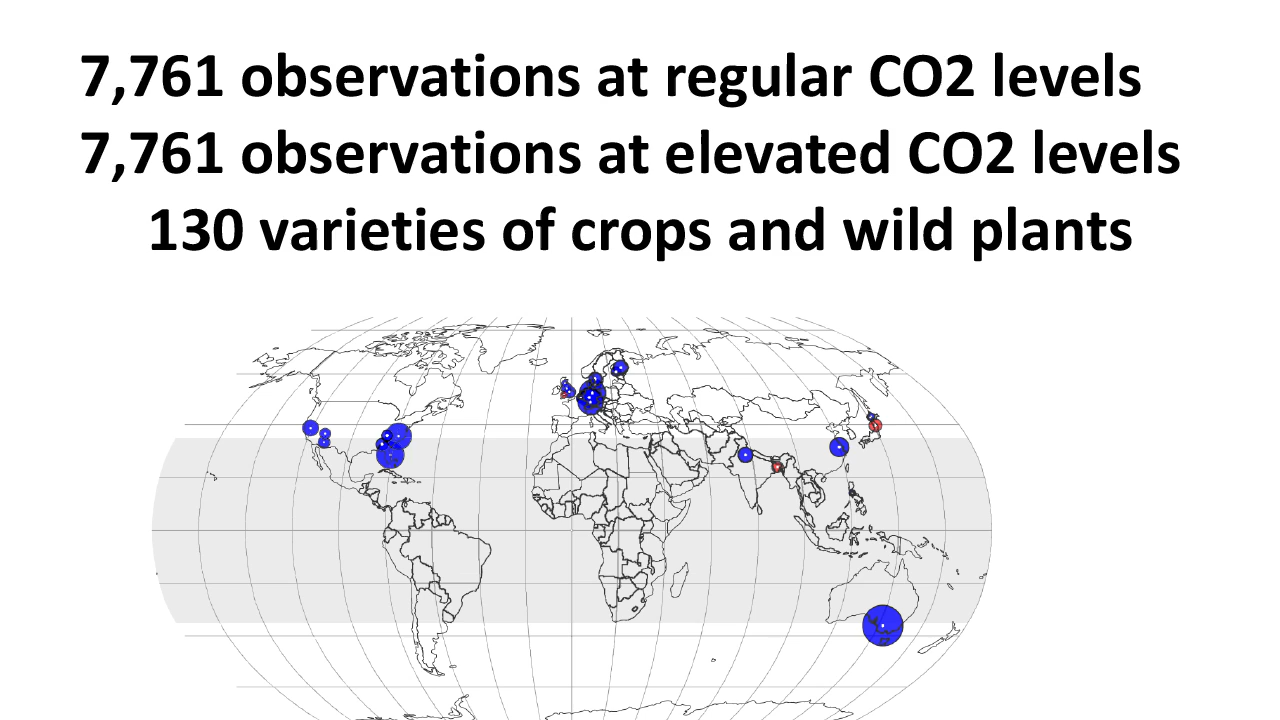 7,761 observations at regular CO2 levels
7,761 observations at elevated CO2 levels
130 varieties of crops and wild plants